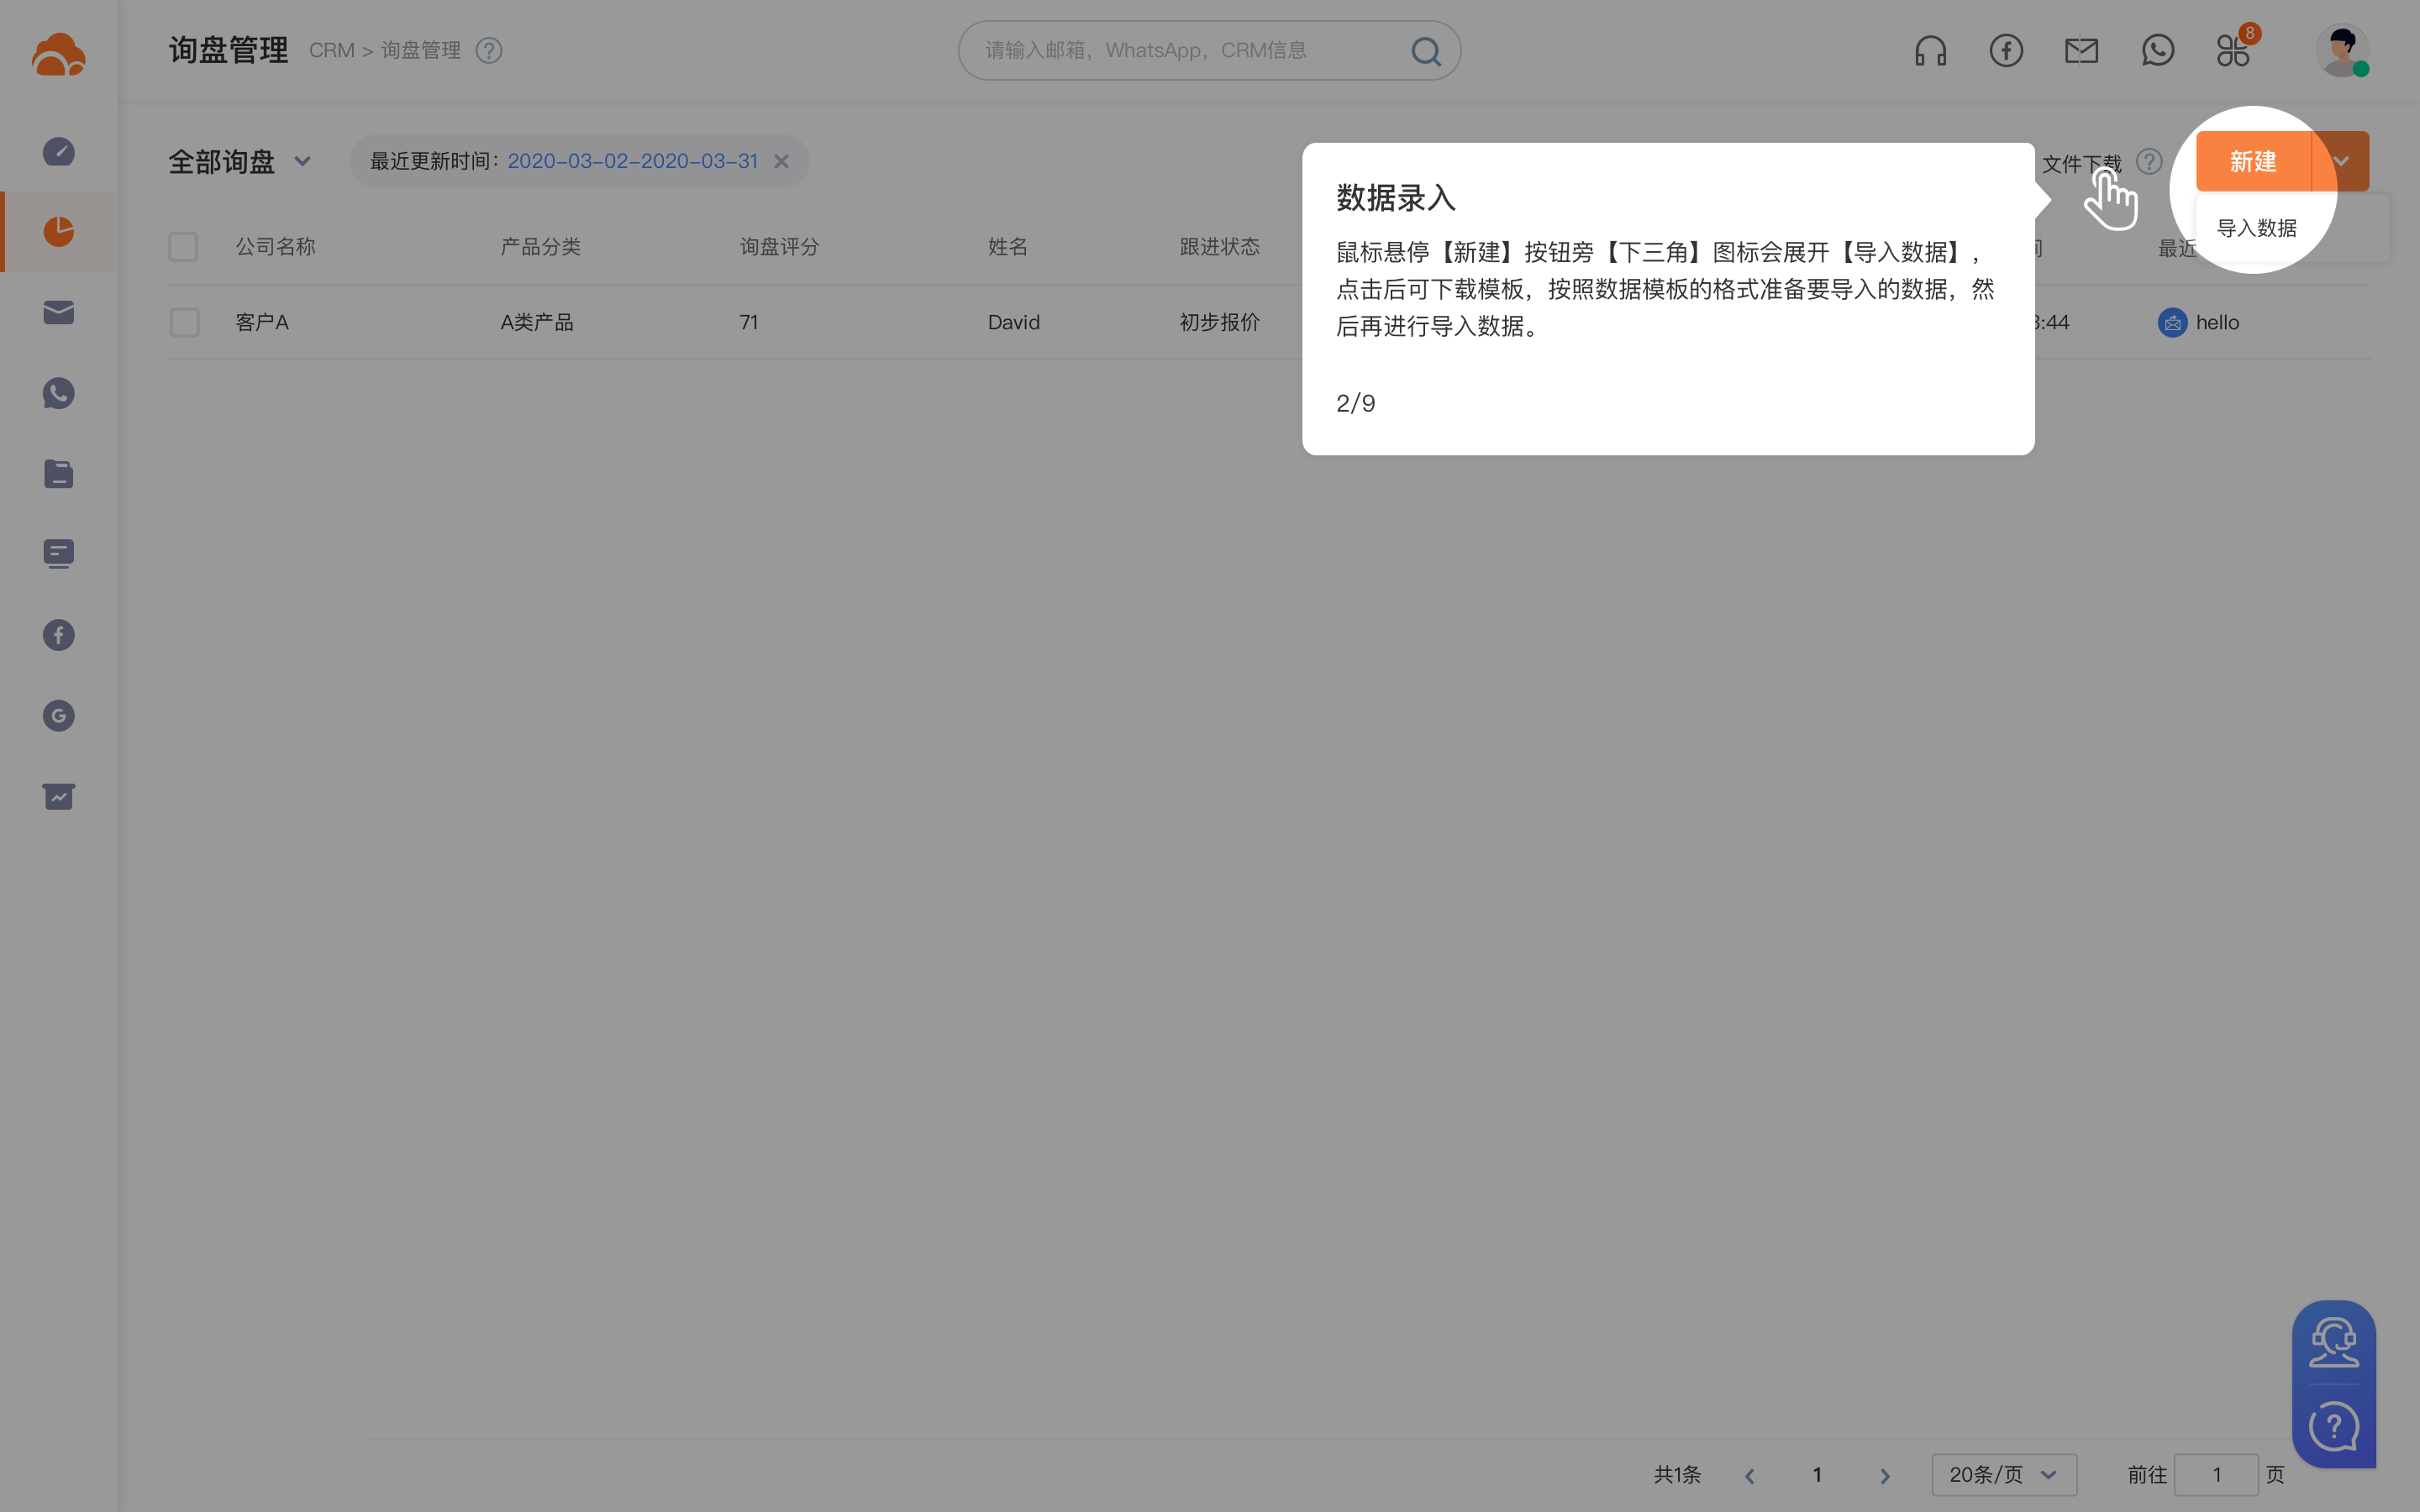 询盘管理 CRM > 询盘管理
请输入邮箱，WhatsApp，CRM信息
8
全部询盘 最近更新时间：2020-03-02-2020-03-31
文件下载 新建
导入数据
数据录入
鼠标悬停【新建】按钮旁【下三角】图标会展开【导入数据】，
点击后可下载模板，按照数据模板的格式准备要导入的数据，然
后再进行导入数据。
2/9
公司名称 产品分类 询盘评分 姓名 跟进状态 最近
客户A A类产品 71 David 初步报价 :44 hello
共1条 1 20条/页 前往 1 页